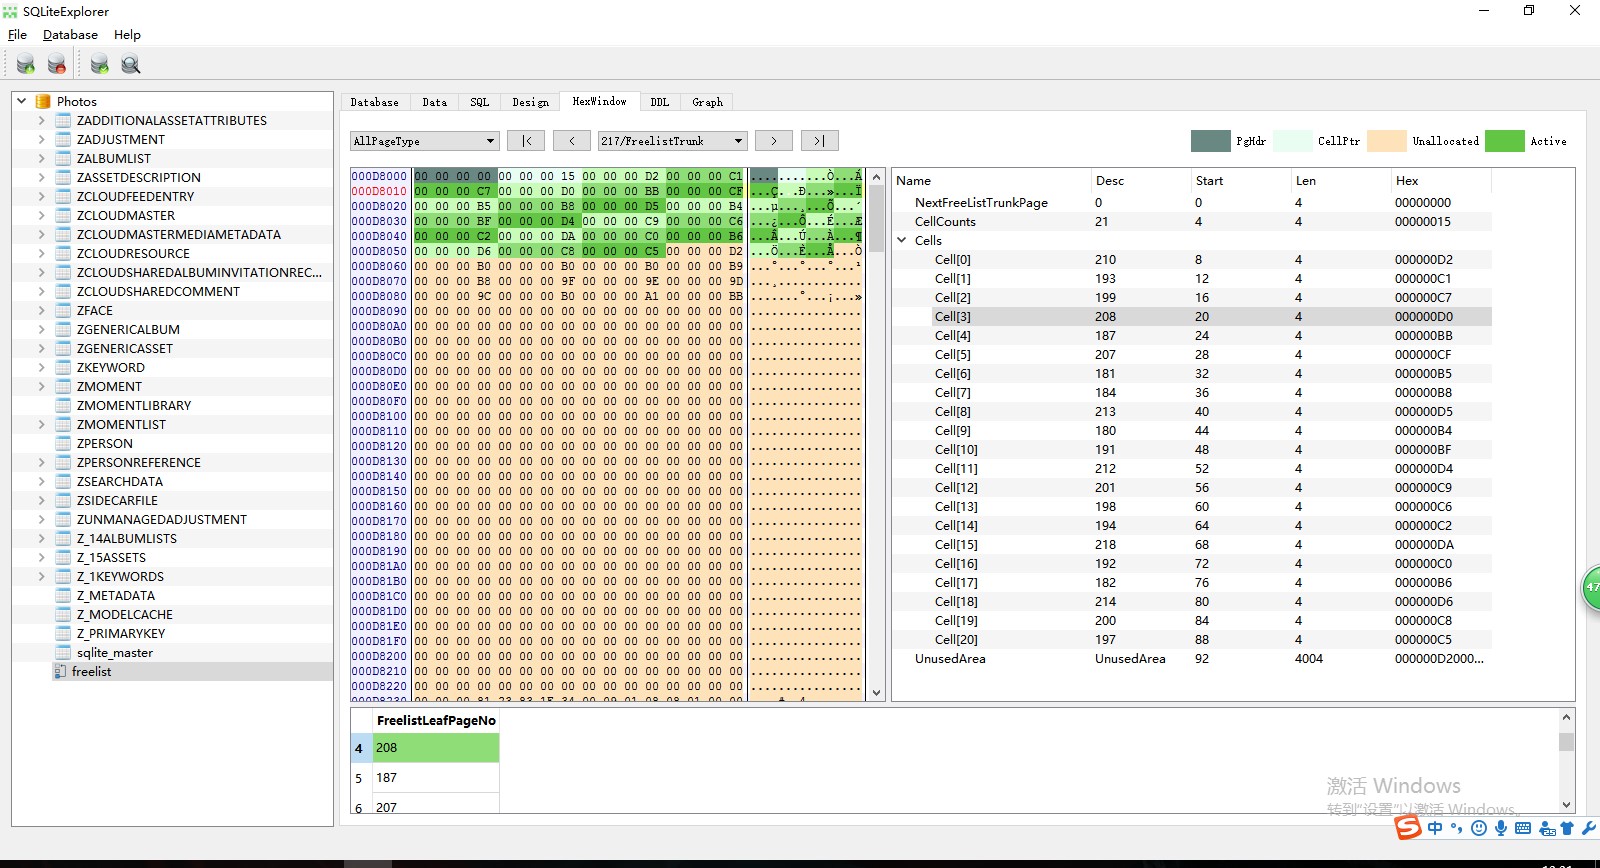 SQLiteExplorer
File Database Help
Photos
ZADDITIONALASSETATTRIBUTES
ZADJUSTMENT
ZALBUMLIST
ZASSETDESCRIPTION
ZCLOUDFEEDENTRY
ZCLOUDMASTER
ZCLOUDMASTERMEDIAMETADATA
ZCLOUDRESOURCE
ZCLOUDSHAREDALBUMINVITATIONREC...
ZCLOUDSHAREDCOMMENT
ZFACE
ZGENERICALBUM
ZGENERICASSET
ZKEYWORD
ZMOMENT
ZMOMENTLIBRARY
ZMOMENTLIST
ZPERSON
ZPERSONREFERENCE
ZSEARCHDATA
ZSIDECARFILE
ZUNMANAGEDADJUSTMENT
Z_14ALBUMLISTS
Z_15ASSETS
Z_1KEYWORDS
Z_METADATA
Z_MODELCACHE
Z_PRIMARYKEY
sqlite_master
freelist
Database Data SQL Design HexWindow DDL Graph
AllPageType |< < 217/FreelistTrunk > >| PgHdr CellPtr Unallocated Active
000D8000 00 00 00 00 00 00 00 15 00 00 00 D2 00 00 00 C1
000D8010 00 00 00 C7 00 00 00 D0 00 00 00 BB 00 00 00 CF
000D8020 00 00 00 B5 00 00 00 B8 00 00 00 D5 00 00 00 B4
000D8030 00 00 00 BF 00 00 00 D4 00 00 00 C9 00 00 00 C6
000D8040 00 00 00 C2 00 00 00 DA 00 00 00 C0 00 00 00 B6
000D8050 00 00 00 D6 00 00 00 C8 00 00 00 C5 00 00 00 D2
000D8060 00 00 00 B0 00 00 00 B0 00 00 00 B0 00 00 00 B9
000D8070 00 00 00 B8 00 00 00 9F 00 00 00 9E 00 00 00 9D
000D8080 00 00 00 9C 00 00 00 B0 00 00 00 A1 00 00 00 BB
000D8090 00 00 00 00 00 00 00 00 00 00 00 00 00 00 00 00
000D80A0 00 00 00 00 00 00 00 00 00 00 00 00 00 00 00 00
000D80B0 00 00 00 00 00 00 00 00 00 00 00 00 00 00 00 00
000D80C0 00 00 00 00 00 00 00 00 00 00 00 00 00 00 00 00
000D80D0 00 00 00 00 00 00 00 00 00 00 00 00 00 00 00 00
000D80E0 00 00 00 00 00 00 00 00 00 00 00 00 00 00 00 00
000D80F0 00 00 00 00 00 00 00 00 00 00 00 00 00 00 00 00
000D8100 00 00 00 00 00 00 00 00 00 00 00 00 00 00 00 00
000D8110 00 00 00 00 00 00 00 00 00 00 00 00 00 00 00 00
000D8120 00 00 00 00 00 00 00 00 00 00 00 00 00 00 00 00
000D8130 00 00 00 00 00 00 00 00 00 00 00 00 00 00 00 00
000D8140 00 00 00 00 00 00 00 00 00 00 00 00 00 00 00 00
000D8150 00 00 00 00 00 00 00 00 00 00 00 00 00 00 00 00
000D8160 00 00 00 00 00 00 00 00 00 00 00 00 00 00 00 00
000D8170 00 00 00 00 00 00 00 00 00 00 00 00 00 00 00 00
000D8180 00 00 00 00 00 00 00 00 00 00 00 00 00 00 00 00
000D8190 00 00 00 00 00 00 00 00 00 00 00 00 00 00 00 00
000D81A0 00 00 00 00 00 00 00 00 00 00 00 00 00 00 00 00
000D81B0 00 00 00 00 00 00 00 00 00 00 00 00 00 00 00 00
000D81C0 00 00 00 00 00 00 00 00 00 00 00 00 00 00 00 00
000D81D0 00 00 00 00 00 00 00 00 00 00 00 00 00 00 00 00
000D81E0 00 00 00 00 00 00 00 00 00 00 00 00 00 00 00 00
000D81F0 00 00 00 00 00 00 00 00 00 00 00 00 00 00 00 00
000D8200 00 00 00 00 00 00 00 00 00 00 00 00 00 00 00 00
000D8210 00 00 00 00 00 00 00 00 00 00 00 00 00 00 00 00
000D8220 00 00 00 00 00 00 00 00 00 00 00 00 00 00 00 00
Name Desc Start Len Hex
NextFreeListTrunkPage 0 0 4 00000000
CellCounts 21 4 4 00000015
Cells
Cell[0] 210 8 4 000000D2
Cell[1] 193 12 4 000000C1
Cell[2] 199 16 4 000000C7
Cell[3] 208 20 4 000000D0
Cell[4] 187 24 4 000000BB
Cell[5] 207 28 4 000000CF
Cell[6] 181 32 4 000000B5
Cell[7] 184 36 4 000000B8
Cell[8] 213 40 4 000000D5
Cell[9] 180 44 4 000000B4
Cell[10] 191 48 4 000000BF
Cell[11] 212 52 4 000000D4
Cell[12] 201 56 4 000000C9
Cell[13] 198 60 4 000000C6
Cell[14] 194 64 4 000000C2
Cell[15] 218 68 4 000000DA
Cell[16] 192 72 4 000000C0
Cell[17] 182 76 4 000000B6
Cell[18] 214 80 4 000000D6
Cell[19] 200 84 4 000000C8
Cell[20] 197 88 4 000000C5
UnusedArea UnusedArea 92 4004 000000D2000...
FreelistLeafPageNo
4 208
5 187
6 207
激活 Windows
转到"设置"以激活 Windows。
中
47